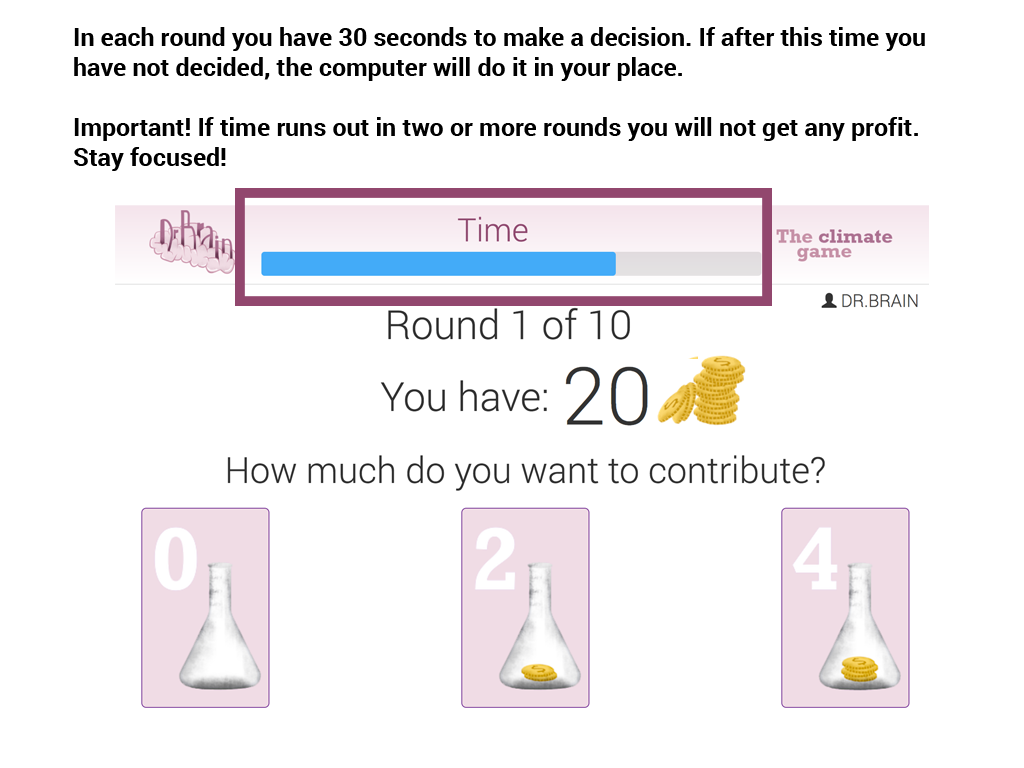 In each round you have 30 seconds to make a decision. If after this time you
have not decided, the computer will do it in your place.
Important! If time runs out in two or more rounds you will not get any profit.
Stay focused!
Dr.Brain
Time
The climate
game
DR.BRAIN
Round 1 of 10
You have: 20
How much do you want to contribute?
0
2
4